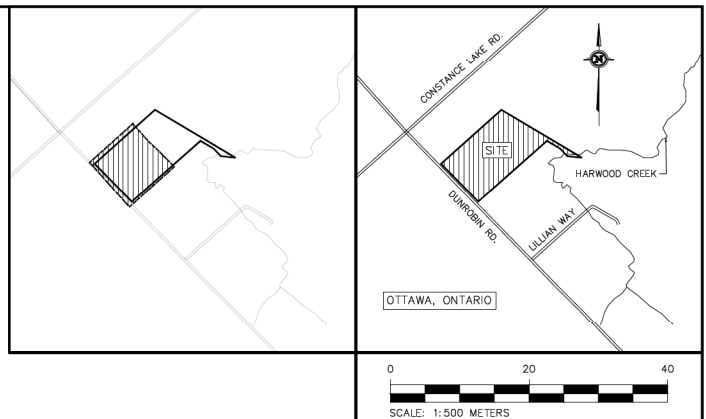 CONSTANCE LAKE RD.
N
SITE
HARWOOD CREEK
DUNROBIN RD.
LILLIAN WAY
OTTAWA, ONTARIO
0 20 40
SCALE: 1:500 METERS